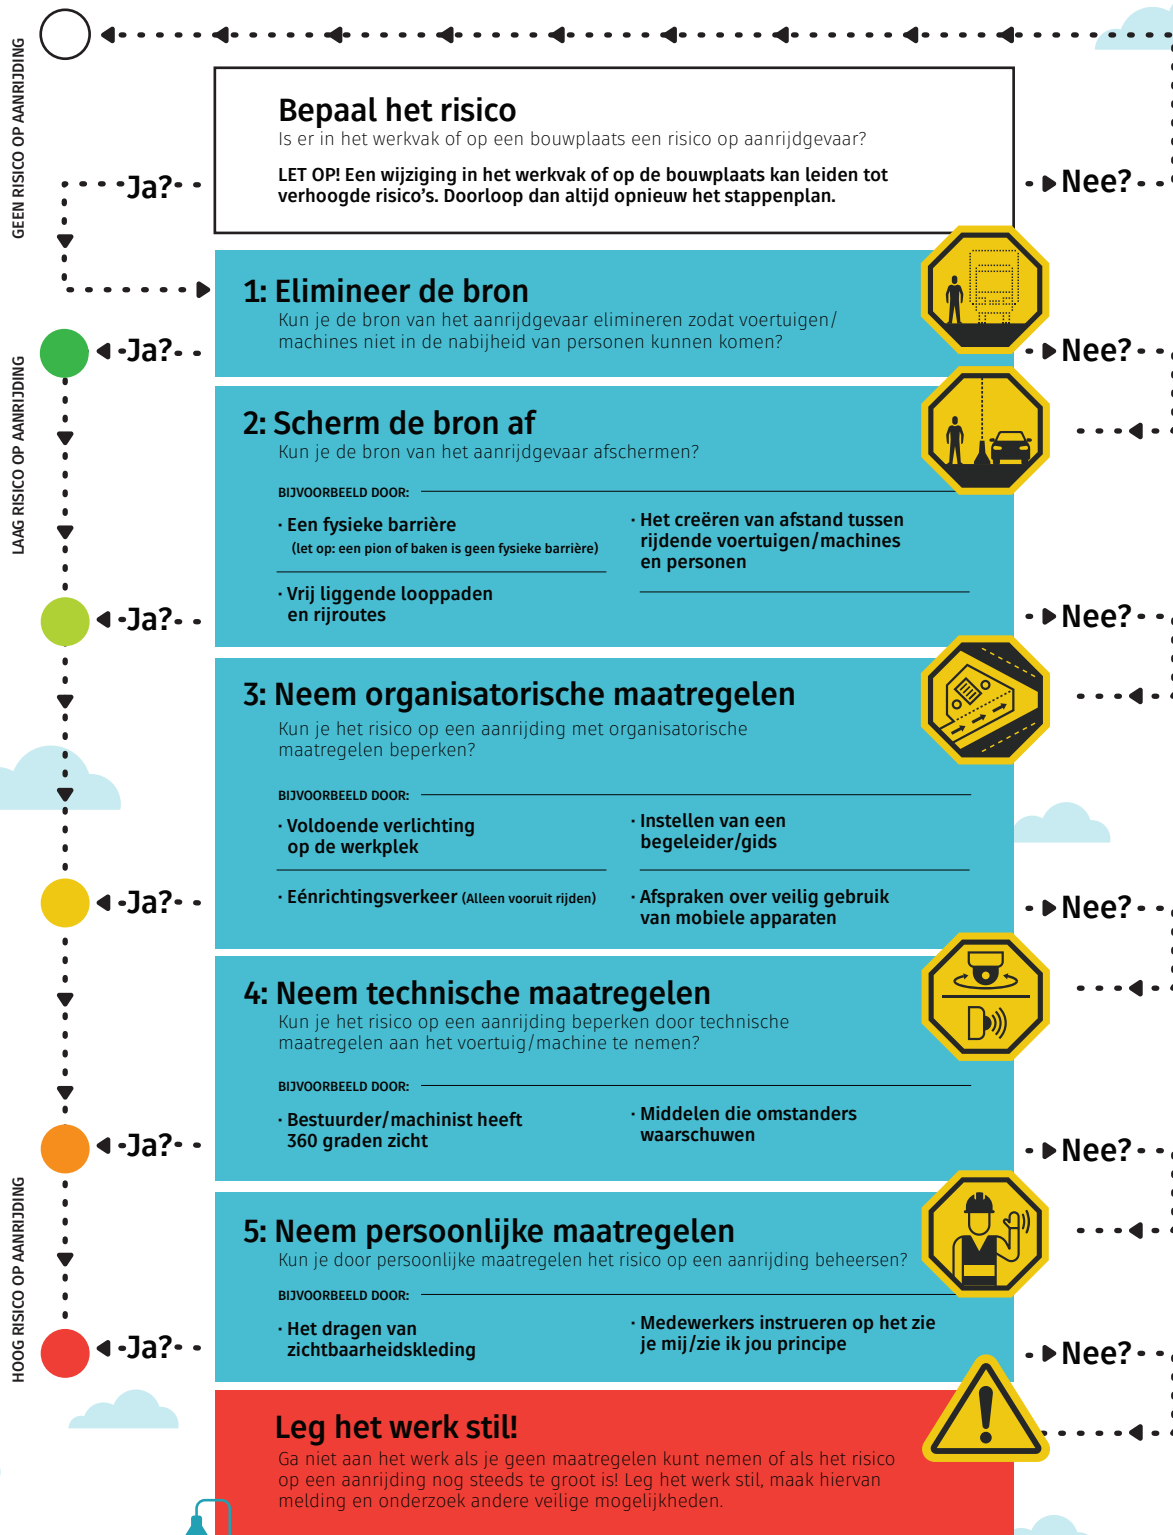 GEEN RISICO OP AANRIJDING
Bepaal het risico
Is er in het werkvak of op een bouwplaats een risico op aanrijdgevaar?
LET OP! Een wijziging in het werkvak of op de bouwplaats kan leiden tot
verhoogde risico's. Doorloop dan altijd opnieuw het stappenplan.
Ja?
Nee?
1: Elimineer de bron
Kun je de bron van het aanrijdgevaar elimineren zodat voertuigen/
machines niet in de nabijheid van personen kunnen komen?
Ja?
Nee?
LAAG RISICO OP AANRIJDING
2: Scherm de bron af
Kun je de bron van het aanrijdgevaar afschermen?
BIJVOORBEELD DOOR:
· Een fysieke barrière
(let op: een pion of baken is geen fysieke barrière)
· Vrij liggende looppaden
en rijroutes
· Het creëren van afstand tussen
rijdende voertuigen/machines
en personen
Ja?
Nee?
3: Neem organisatorische maatregelen
Kun je het risico op een aanrijding met organisatorische
maatregelen beperken?
BIJVOORBEELD DOOR:
· Voldoende verlichting
op de werkplek
· Eénrichtingsverkeer (Alleen vooruit rijden)
· Instellen van een
begeleider/gids
· Afspraken over veilig gebruik
van mobiele apparaten
Ja?
Nee?
4: Neem technische maatregelen
Kun je het risico op een aanrijding beperken door technische
maatregelen aan het voertuig/machine te nemen?
BIJVOORBEELD DOOR:
· Bestuurder/machinist heeft
360 graden zicht
· Middelen die omstanders
waarschuwen
Ja?
Nee?
HOOG RISICO OP AANRIJDING
5: Neem persoonlijke maatregelen
Kun je door persoonlijke maatregelen het risico op een aanrijding beheersen?
BIJVOORBEELD DOOR:
· Het dragen van
zichtbaarheidskleding
· Medewerkers instrueren op het zie
je mij/zie ik jou principe
Ja?
Nee?
Leg het werk stil!
Ga niet aan het werk als je geen maatregelen kunt nemen of als het risico
op een aanrijding nog steeds te groot is! Leg het werk stil, maak hiervan
melding en onderzoek andere veilige mogelijkheden.